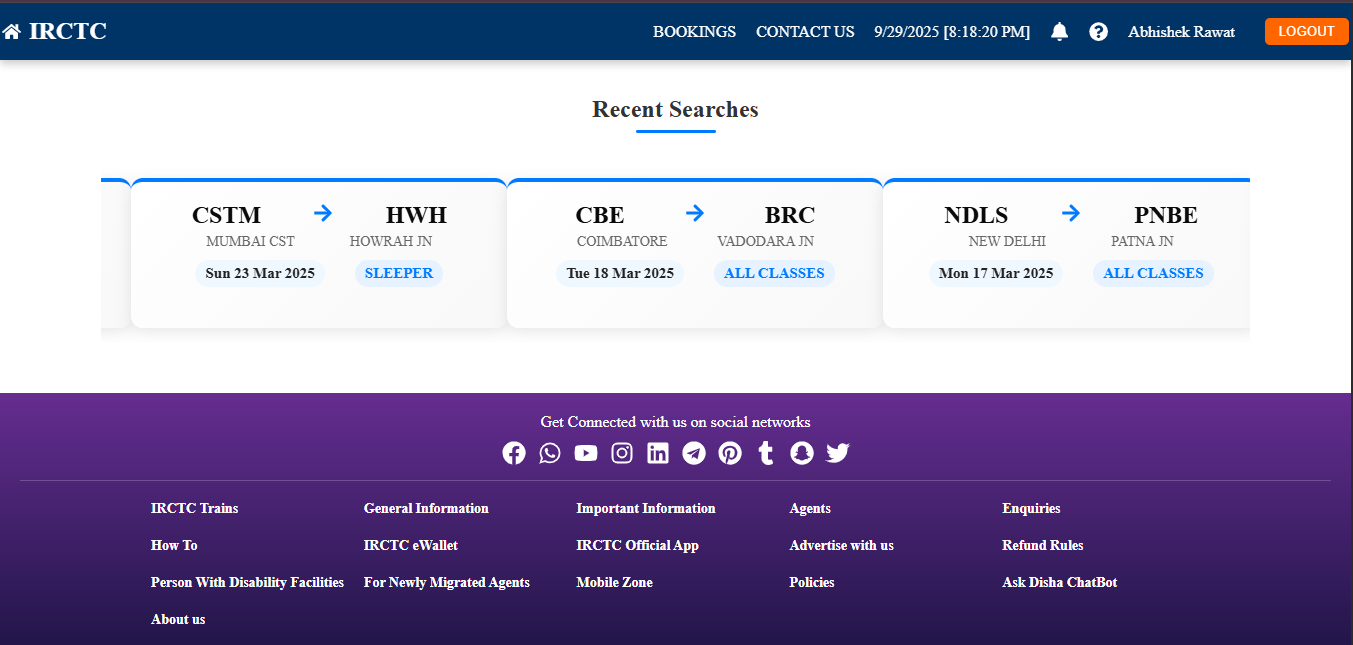 IRCTC BOOKINGS CONTACT US 9/29/2025 [8:18:20 PM] Abhishek Rawat LOGOUT
Recent Searches
CSTM HWH
MUMBAI CST HOWRAH JN
Sun 23 Mar 2025 SLEEPER
CBE BRC
COIMBATORE VADODARA JN
Tue 18 Mar 2025 ALL CLASSES
NDLS PNBE
NEW DELHI PATNA JN
Mon 17 Mar 2025 ALL CLASSES
Get Connected with us on social networks
IRCTC Trains General Information Important Information Agents Enquiries
How To IRCTC eWallet IRCTC Official App Advertise with us Refund Rules
Person With Disability Facilities For Newly Migrated Agents Mobile Zone Policies Ask Disha ChatBot
About us